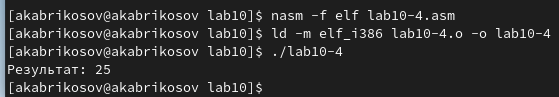 [akabrikosov@akabrikosov lab10]$ nasm -f elf lab10-4.asm
[akabrikosov@akabrikosov lab10]$ ld -m elf_i386 lab10-4.o -o lab10-4
[akabrikosov@akabrikosov lab10]$ ./lab10-4
Результат: 25
[akabrikosov@akabrikosov lab10]$